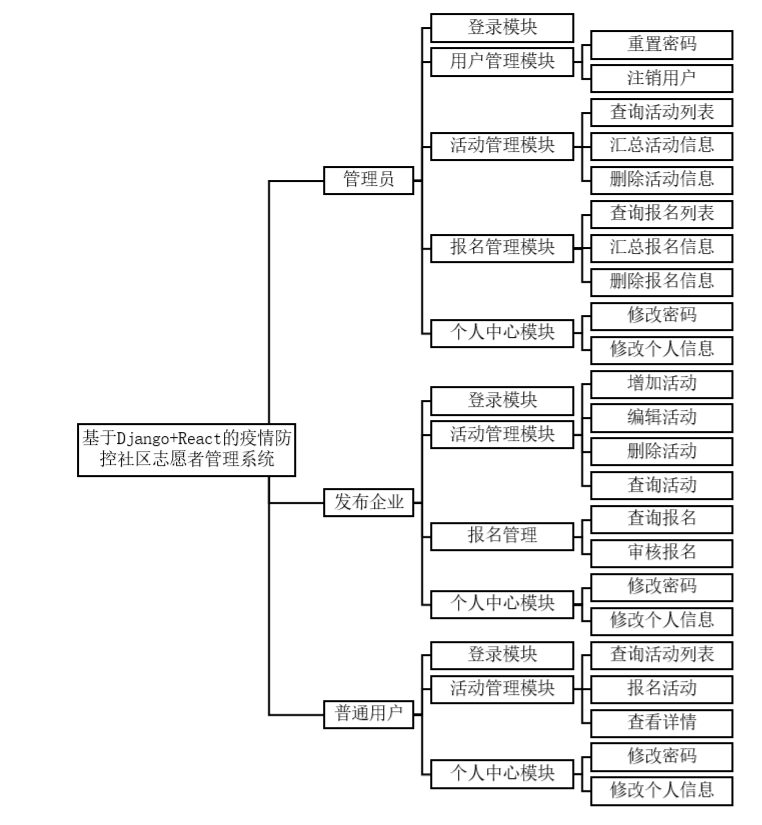 基于Django+React的疫情防
控社区志愿者管理系统
管理员
登录模块
用户管理模块
重置密码
注销用户
活动管理模块
查询活动列表
汇总活动信息
删除活动信息
报名管理模块
查询报名列表
汇总报名信息
删除报名信息
个人中心模块
修改密码
修改个人信息
发布企业
登录模块
活动管理模块
增加活动
编辑活动
删除活动
查询活动
报名管理
查询报名
审核报名
个人中心模块
修改密码
修改个人信息
普通用户
登录模块
活动管理模块
查询活动列表
报名活动
查看详情
个人中心模块
修改密码
修改个人信息